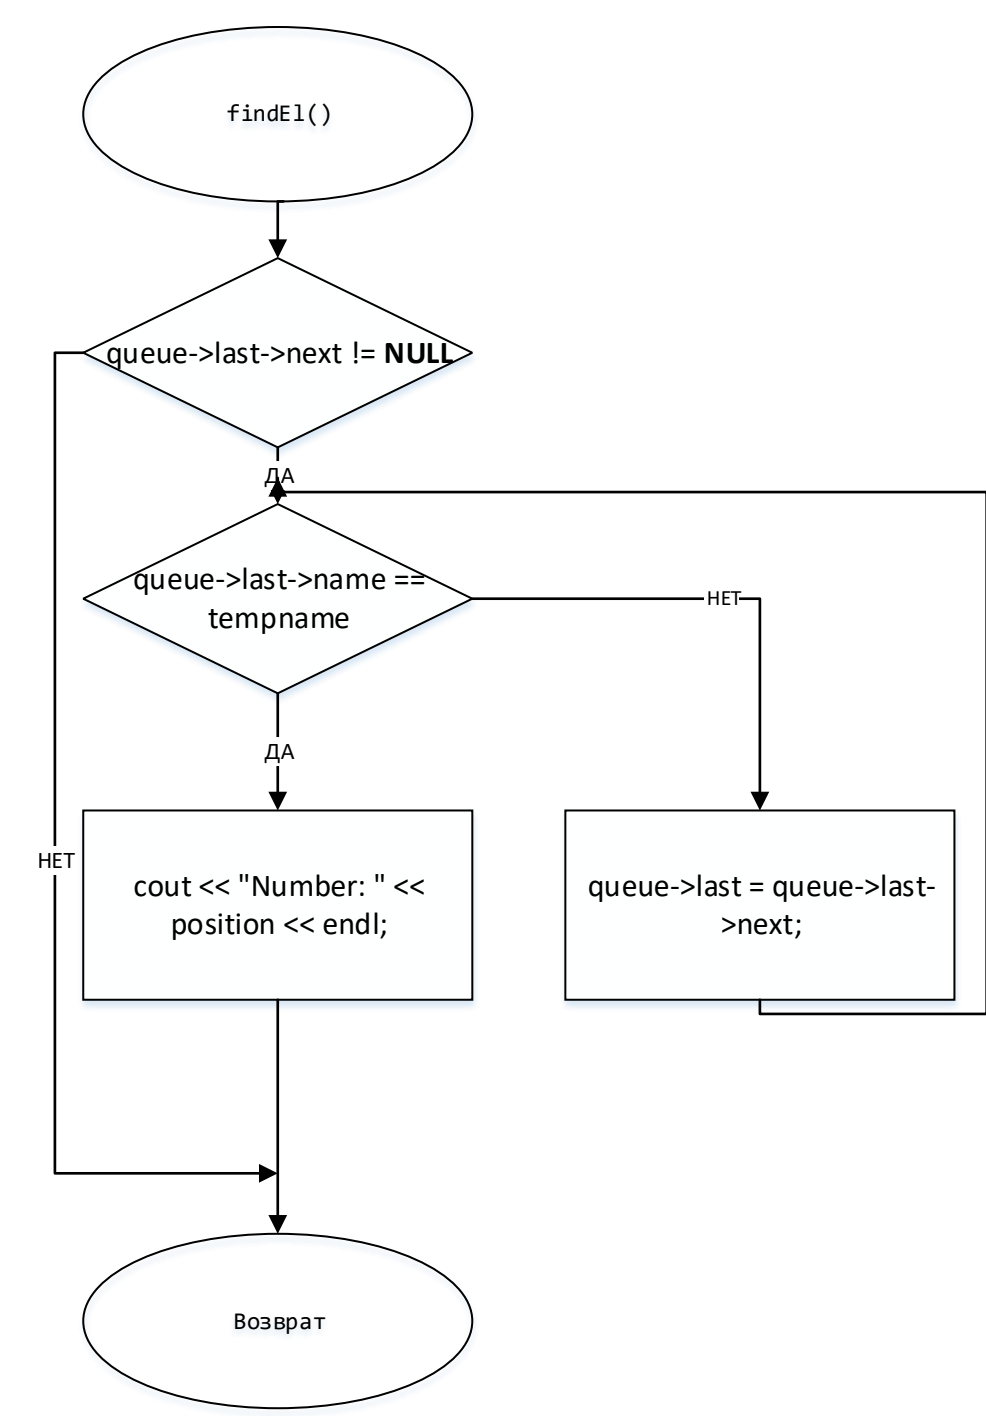 findEl()
queue->last->next != NULL
ДА
queue->last->name ==
tempname
НЕТ
ДА
НЕТ
cout << "Number: " <<
position << endl;
queue->last = queue->last-
>next;
Возврат